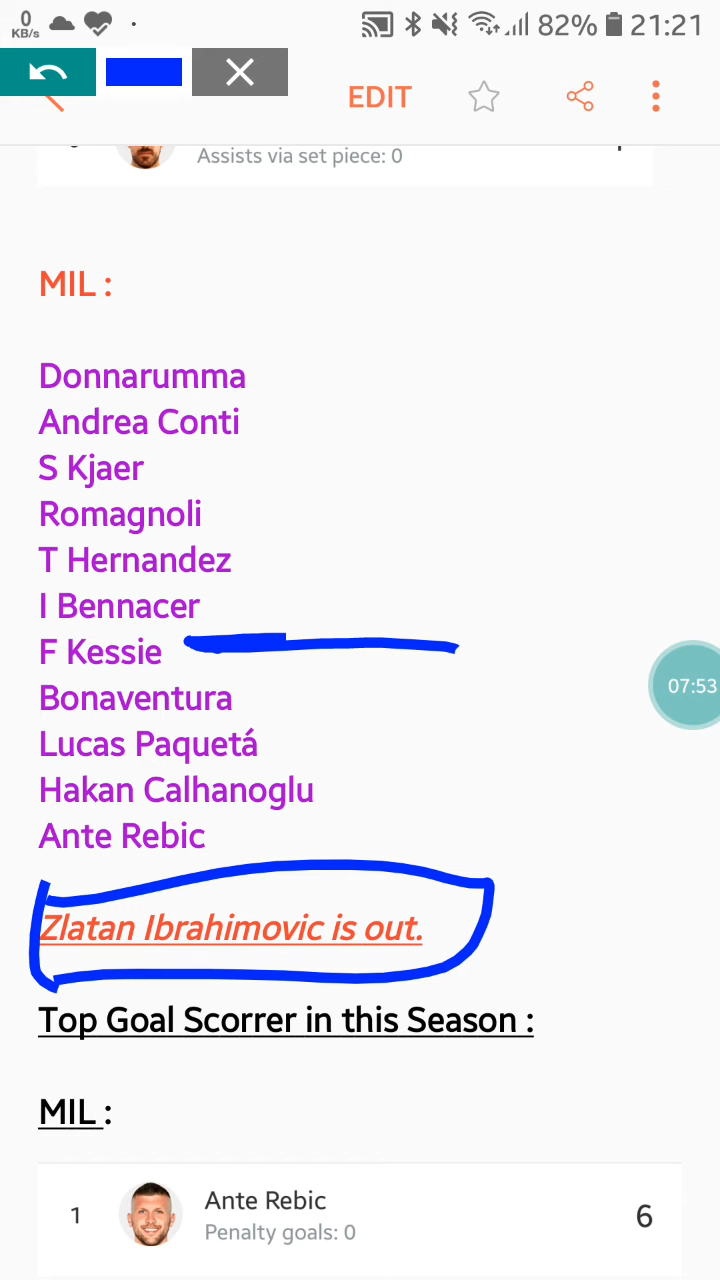 0
KB/s
82% 21:21
EDIT
Assists via set piece: 0
MIL :
Donnarumma
Andrea Conti
S Kjaer
Romagnoli
T Hernandez
I Bennacer
F Kessie
07:53
Bonaventura
Lucas Paquetá
Hakan Calhanoglu
Ante Rebic
Zlatan Ibrahimovic is out.
Top Goal Scorrer in this Season :
MIL :
1 Ante Rebic 6
Penalty goals: 0